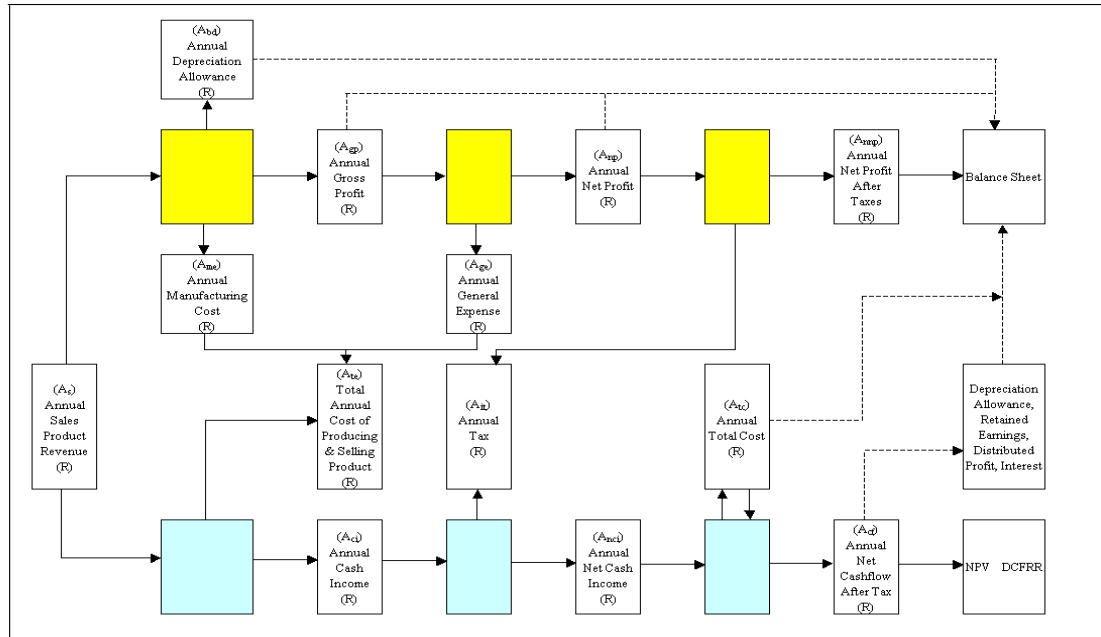 (Abd)
Annual
Depreciation
Allowance
(R)
(Agp)
Annual
Gross
Profit
(R)
(Anp)
Annual
Net Profit
(R)
(Annp)
Annual
Net Profit
After
Taxes
(R)
Balance Sheet
(Ame)
Annual
Manufacturing
Cost
(R)
(Age)
Annual
General
Expense
(R)
(As)
Annual
Sales
Product
Revenue
(R)
(Ate)
Total
Annual
Cost of
Producing
& Selling
Product
(R)
(Ait)
Annual
Tax
(R)
(Atc)
Annual
Total Cost
(R)
Depreciation
Allowance,
Retained
Earnings,
Distributed
Profit, Interest
(Aci)
Annual
Cash
Income
(R)
(Anci)
Annual
Net Cash
Income
(R)
(Acf)
Annual
Net
Cashflow
After Tax
(R)
NPV DCFRR